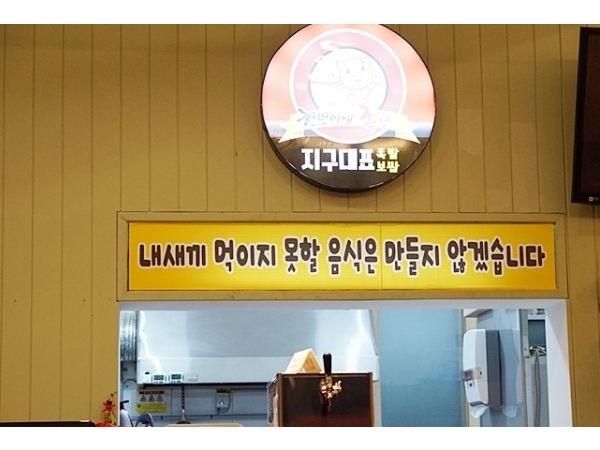 지구대표 족발
보쌈
내새끼 먹이지 못할 음식은 만들지 않겠습니다